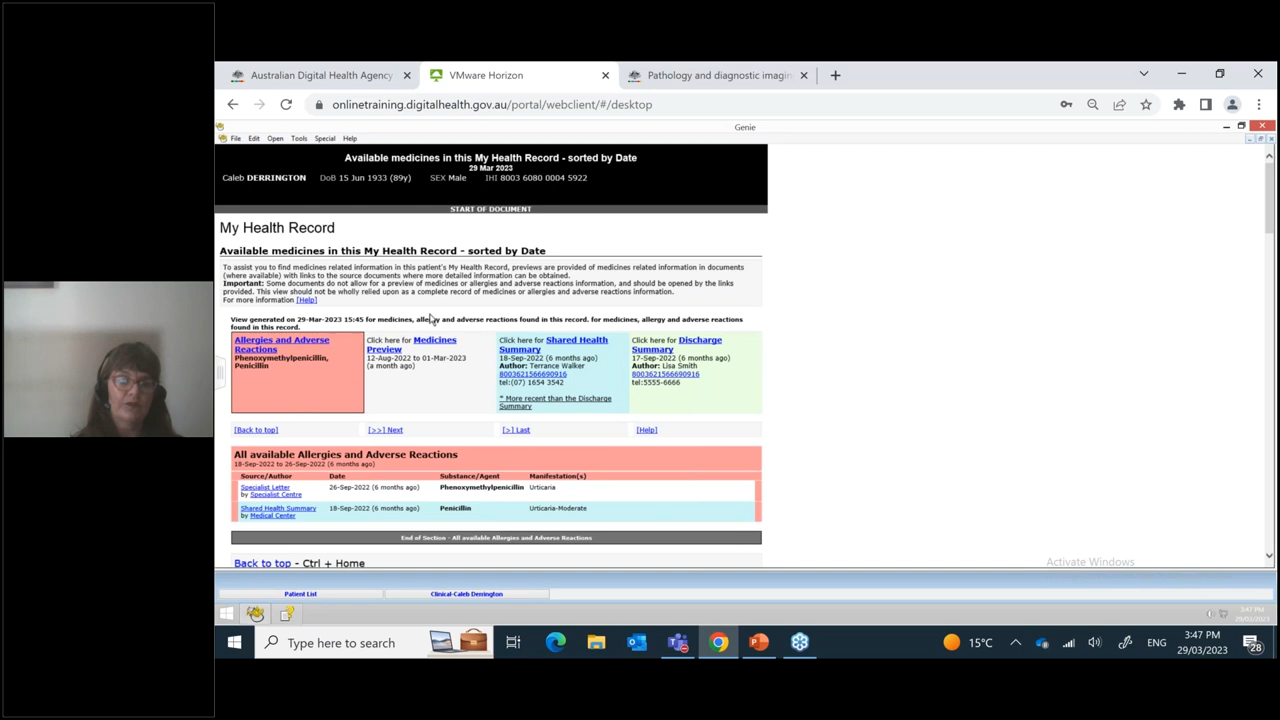 Australian Digital Health Agency
VMware Horizon
Pathology and diagnostic imagin
onlinetraining.digitalhealth.gov.au/portal/webclient/#/desktop
Genie
File Edit Open Tools Special Help
Available medicines in this My Health Record - sorted by Date
29 Mar 2023
Caleb DERRINGTON DoB 15 Jun 1933 (89y) SEX Male IHI 8003 6080 0004 5922
START OF DOCUMENT
My Health Record
Available medicines in this My Health Record - sorted by Date
To assist you to find medicines related information in this patient's My Health Record, previews are provided of medicines related information in documents
(where available) with links to the source documents where more detailed information can be obtained.
Important: Some documents do not allow for a preview of medicines or allergies and adverse reactions information, and should be opened by the links
provided. This view should not be wholly relied upon as a complete record of medicines or allergies and adverse reactions information.
For more information [Help]
View generated on 29-Mar-2023 15:45 for medicines, allergy and adverse reactions found in this record. for medicines, allergy and adverse reactions
found in this record.
Allergies and Adverse
Reactions
Phenoxymethylpenicillin,
Penicillin
Click here for Medicines
Preview
12-Aug-2022 to 01-Mar-2023
(a month ago)
Click here for Shared Health
Summary
18-Sep-2022 (6 months ago)
Author: Terrance Walker
8003621566690916
tel:(07) 1654 3542
* More recent than the Discharge
Summary
Click here for Discharge
Summary
17-Sep-2022 (6 months ago)
Author: Lisa Smith
8003621566690916
tel:5555-6666
[Back to top] [>>] Next [>] Last [Help]
All available Allergies and Adverse Reactions
18-Sep-2022 to 26-Sep-2022 (6 months ago)
Source/Author Date Substance/Agent Manifestation(s)
Specialist Letter 26-Sep-2022 (6 months ago) Phenoxymethylpenicillin Urticaria
by Specialist Centre
Shared Health Summary 18-Sep-2022 (6 months ago) Penicillin Urticaria-Moderate
by Medical Center
End of Section - All available Allergies and Adverse Reactions
Back to top - Ctrl + Home
Activate Windows
Patient List Clinical-Caleb Derrington
3:47 PM
29/03/2023
Type here to search
15°C
ENG
3:47 PM
29/03/2023
28